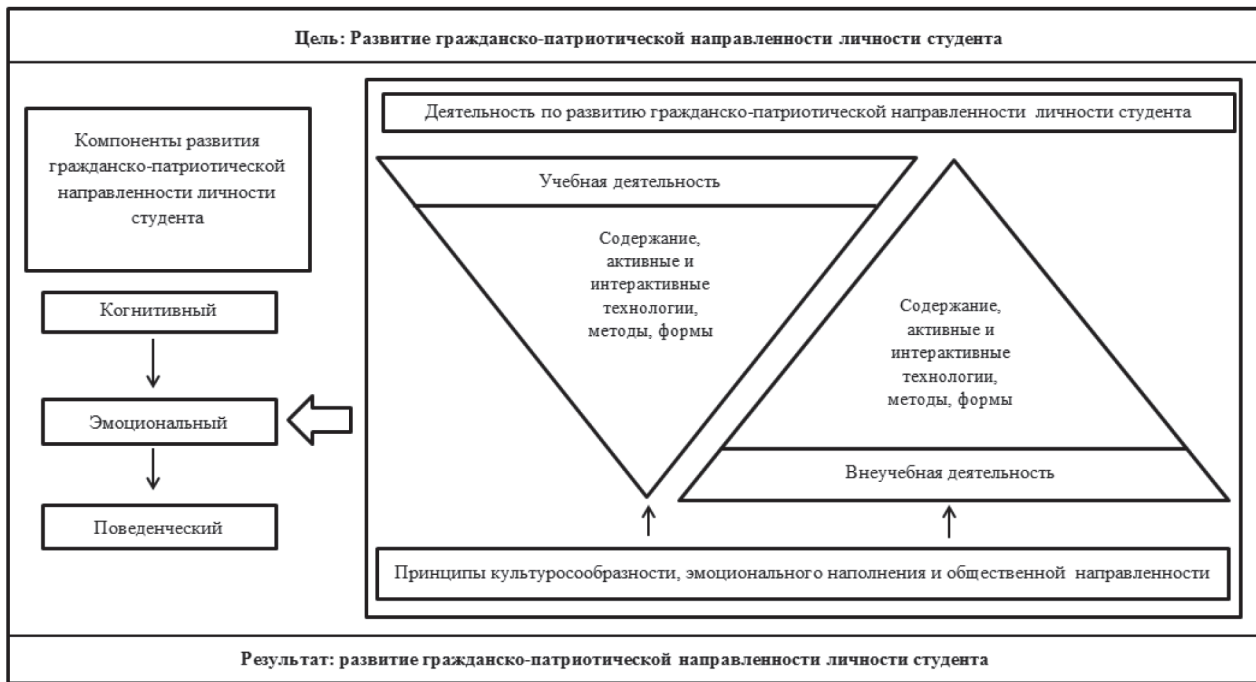 Цель: Развитие гражданско-патриотической направленности личности студента
Компоненты развития
гражданско-патриотической
направленности личности
студента
Когнитивный
Эмоциональный
Поведенческий
Деятельность по развитию гражданско-патриотической направленности личности студента
Учебная деятельность
Содержание,
активные и
интерактивные
технологии,
методы, формы
Содержание,
активные и
интерактивные
технологии,
методы, формы
Внеучебная деятельность
Принципы культуросообразности, эмоционального наполнения и общественной направленности
Результат: развитие гражданско-патриотической направленности личности студента